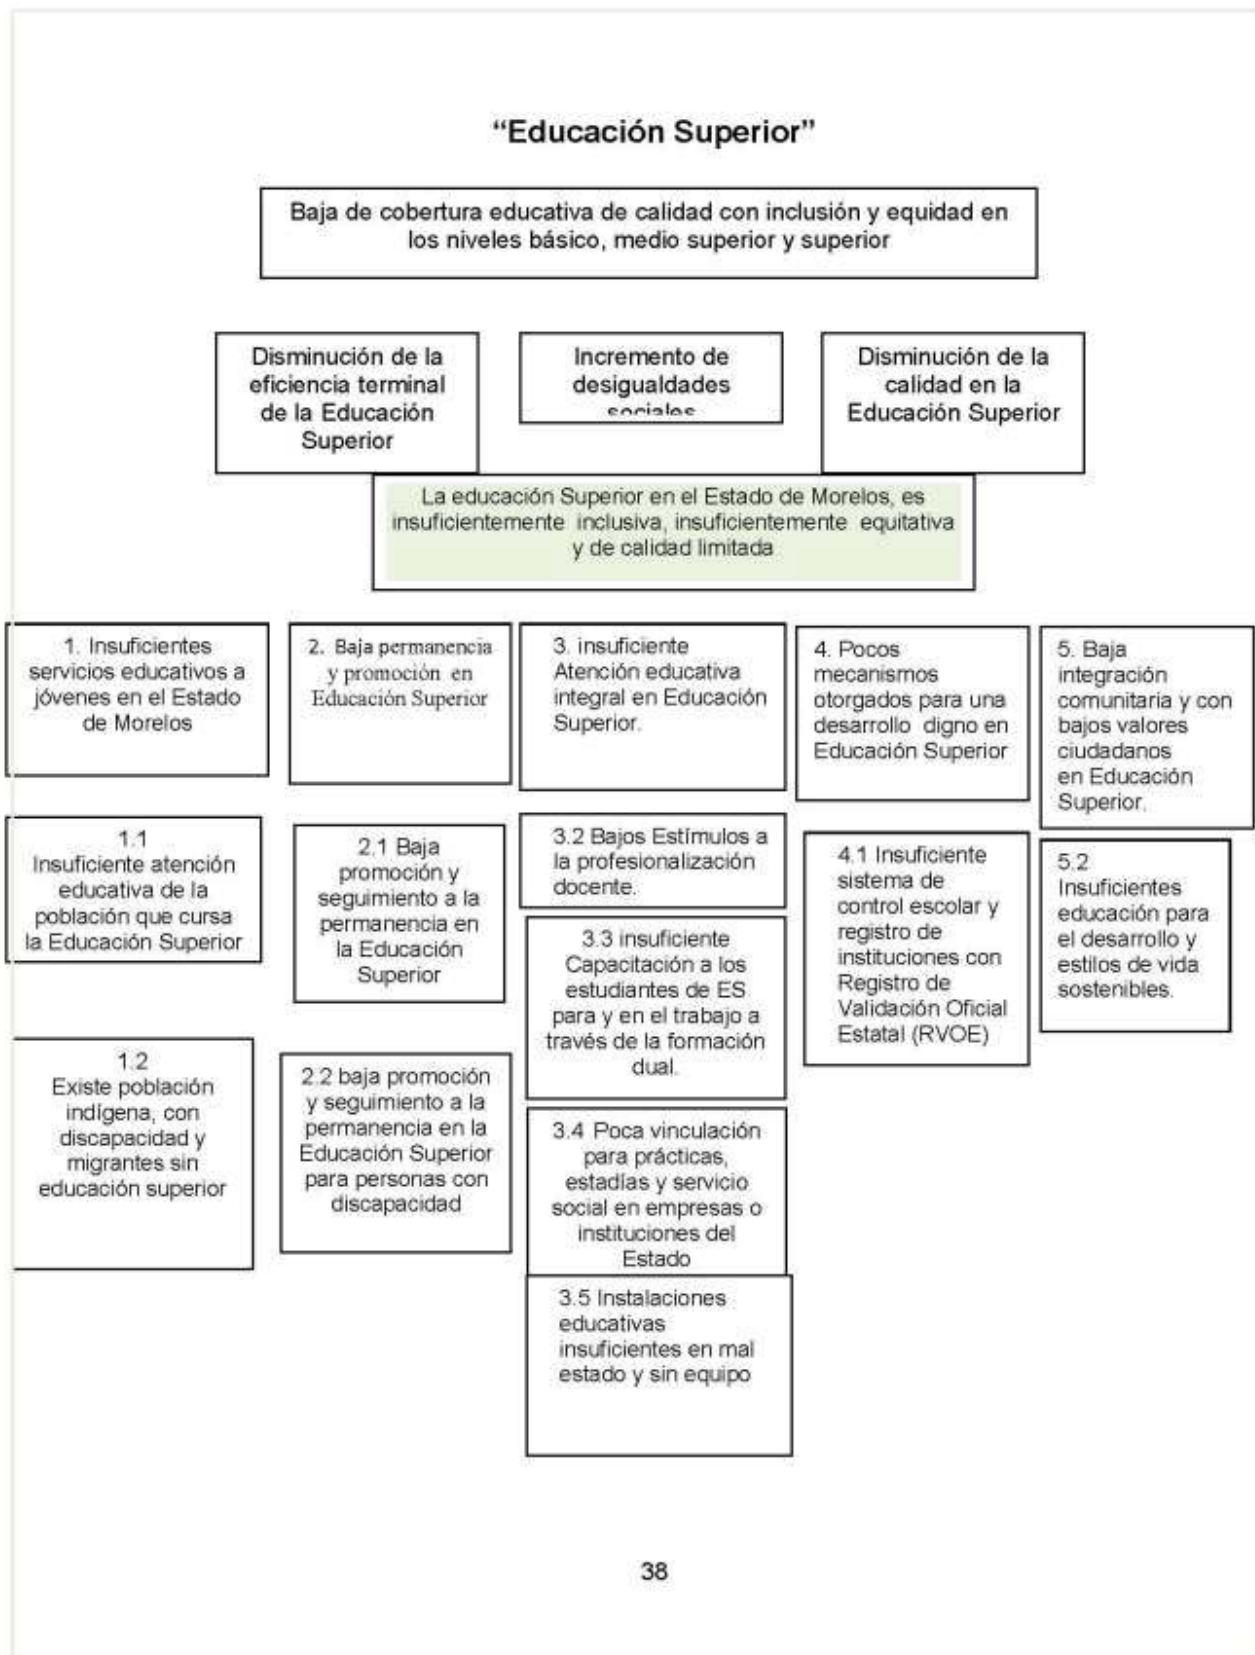 “Educación Superior”
Baja de cobertura educativa de calidad con inclusión y equidad en
los niveles básico, medio superior y superior
Disminución de la
eficiencia terminal
de la Educación
Superior
Incremento de
desigualdades
sociales
Disminución de la
calidad en la
Educación Superior
La educación Superior en el Estado de Morelos, es
insuficientemente inclusiva, insuficientemente equitativa
y de calidad limitada
1. Insuficientes
servicios educativos a
jóvenes en el Estado
de Morelos
2. Baja permanencia
y promoción en
Educación Superior
3. insuficiente
Atención educativa
integral en Educación
Superior.
4. Pocos
mecanismos
otorgados para una
desarrollo digno en
Educación Superior
5. Baja
integración
comunitaria y con
bajos valores
ciudadanos
en Educación
Superior.
1.1
Insuficiente atención
educativa de la
población que cursa
la Educación Superior
2.1 Baja
promoción y
seguimiento a la
permanencia en
la Educación
Superior
3.2 Bajos Estímulos a
la profesionalización
docente.
4.1 Insuficiente
sistema de
control escolar y
registro de
instituciones con
Registro de
Validación Oficial
Estatal (RVOE)
5.2
Insuficientes
educación para
el desarrollo y
estilos de vida
sostenibles.
3.3 insuficiente
Capacitación a los
estudiantes de ES
para y en el trabajo a
través de la formación
dual.
1.2
Existe población
indígena, con
discapacidad y
migrantes sin
educación superior
2.2 baja promoción
y seguimiento a la
permanencia en la
Educación Superior
para personas con
discapacidad
3.4 Poca vinculación
para prácticas,
estadías y servicio
social en empresas o
instituciones del
Estado
3.5 Instalaciones
educativas
insuficientes en mal
estado y sin equipo
38